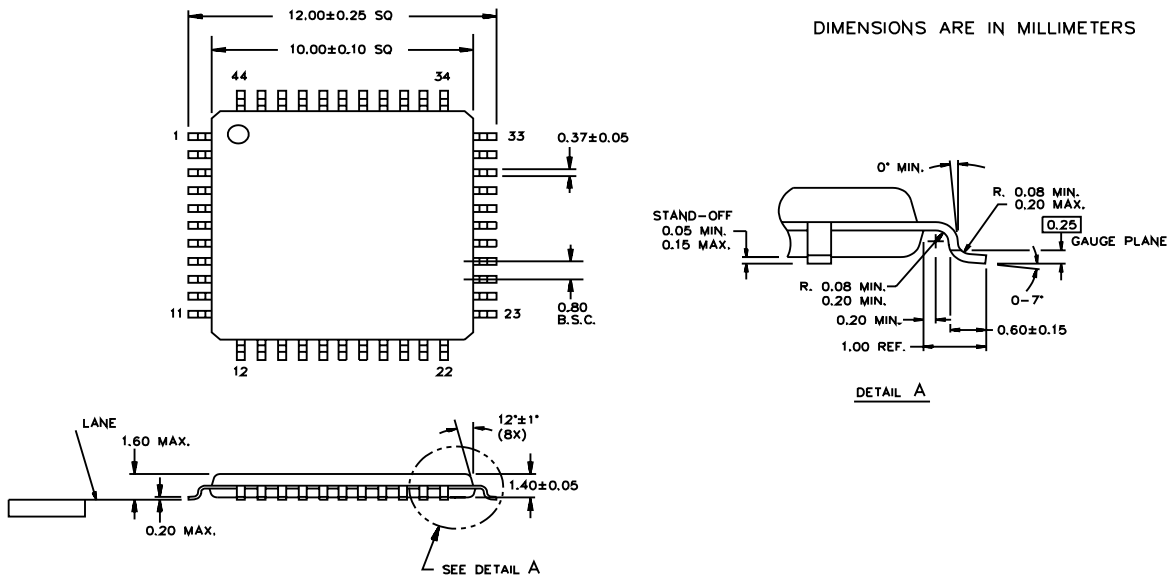 12.00±0.25 SQ
10.00±0.10 SQ
DIMENSIONS ARE IN MILLIMETERS
44
34
1
33
0.37±0.05
11
23
0.80
B.S.C.
12
22
0° MIN.
R. 0.08 MIN.
0.20 MAX.
STAND-OFF
0.05 MIN.
0.15 MAX.
0.25
GAUGE PLANE
R. 0.08 MIN.
0.20 MIN.
0-7°
0.20 MIN.
0.60±0.15
1.00 REF.
DETAIL A
LANE
1.60 MAX.
12°±1°
(8X)
1.40±0.05
0.20 MAX.
SEE DETAIL A